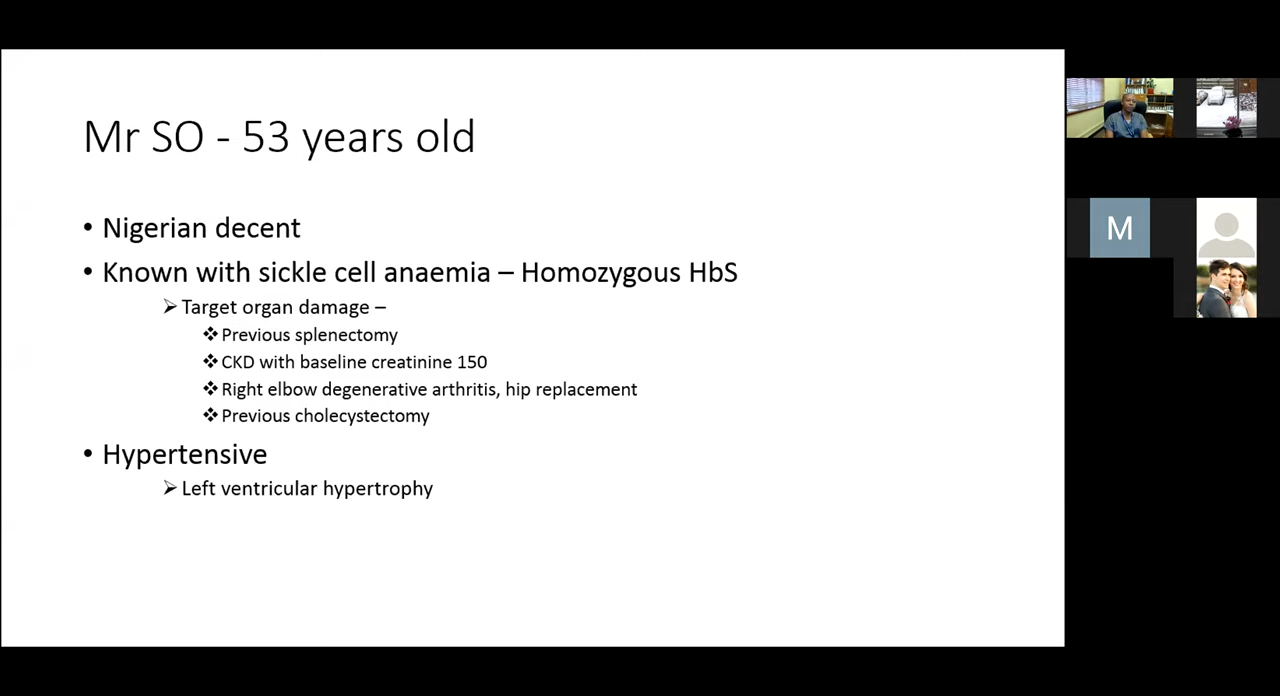 Mr SO - 53 years old
• Nigerian decent
• Known with sickle cell anaemia – Homozygous HbS
➢ Target organ damage –
❖ Previous splenectomy
❖ CKD with baseline creatinine 150
❖ Right elbow degenerative arthritis, hip replacement
❖ Previous cholecystectomy
• Hypertensive
➢ Left ventricular hypertrophy
M